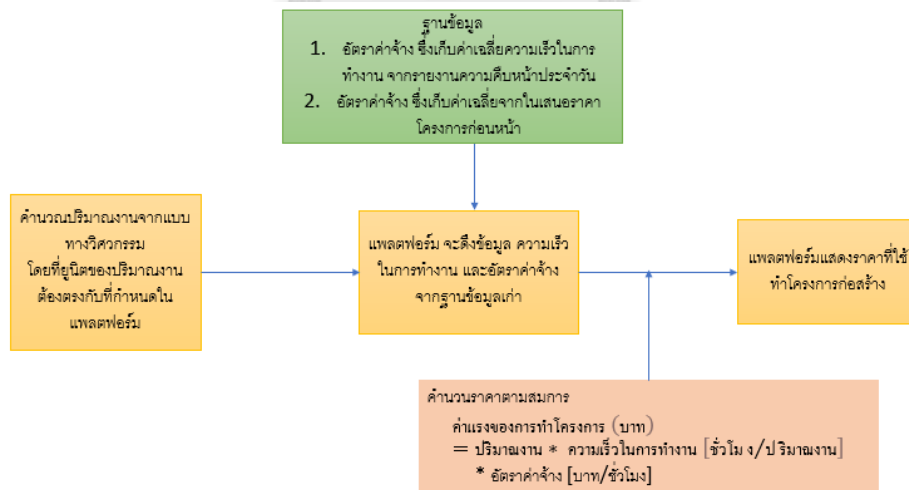 ฐานข้อมูล
1. อัตราค่าจ้าง ซึ่งเก็บค่าเฉลี่ยความเร็วในการ
ทำงาน จากรายงานความคืบหน้าประจำวัน
2. อัตราค่าจ้าง ซึ่งเก็บค่าเฉลี่ยจากในเสนอราคา
โครงการก่อนหน้า
คำนวณปริมาณงานจากแบบ
ทางวิศวกรรม
โดยที่ยูนิตของปริมาณงาน
ต้องตรงกับที่กำหนดใน
แพลตฟอร์ม
แพลตฟอร์ม จะดึงข้อมูล ความเร็ว
ในการทำงาน และอัตราค่าจ้าง
จากฐานข้อมูลเก่า
แพลตฟอร์มแสดงราคาที่ใช้
ทำโครงการก่อสร้าง
คำนวนราคาตามสมการ
ค่าแรงของการทำโครงการ (บาท)
= ปริมาณงาน * ความเร็วในการทำงาน [ชั่วโมง/ปริมาณงาน]
* อัตราค่าจ้าง [บาท/ชั่วโมง]